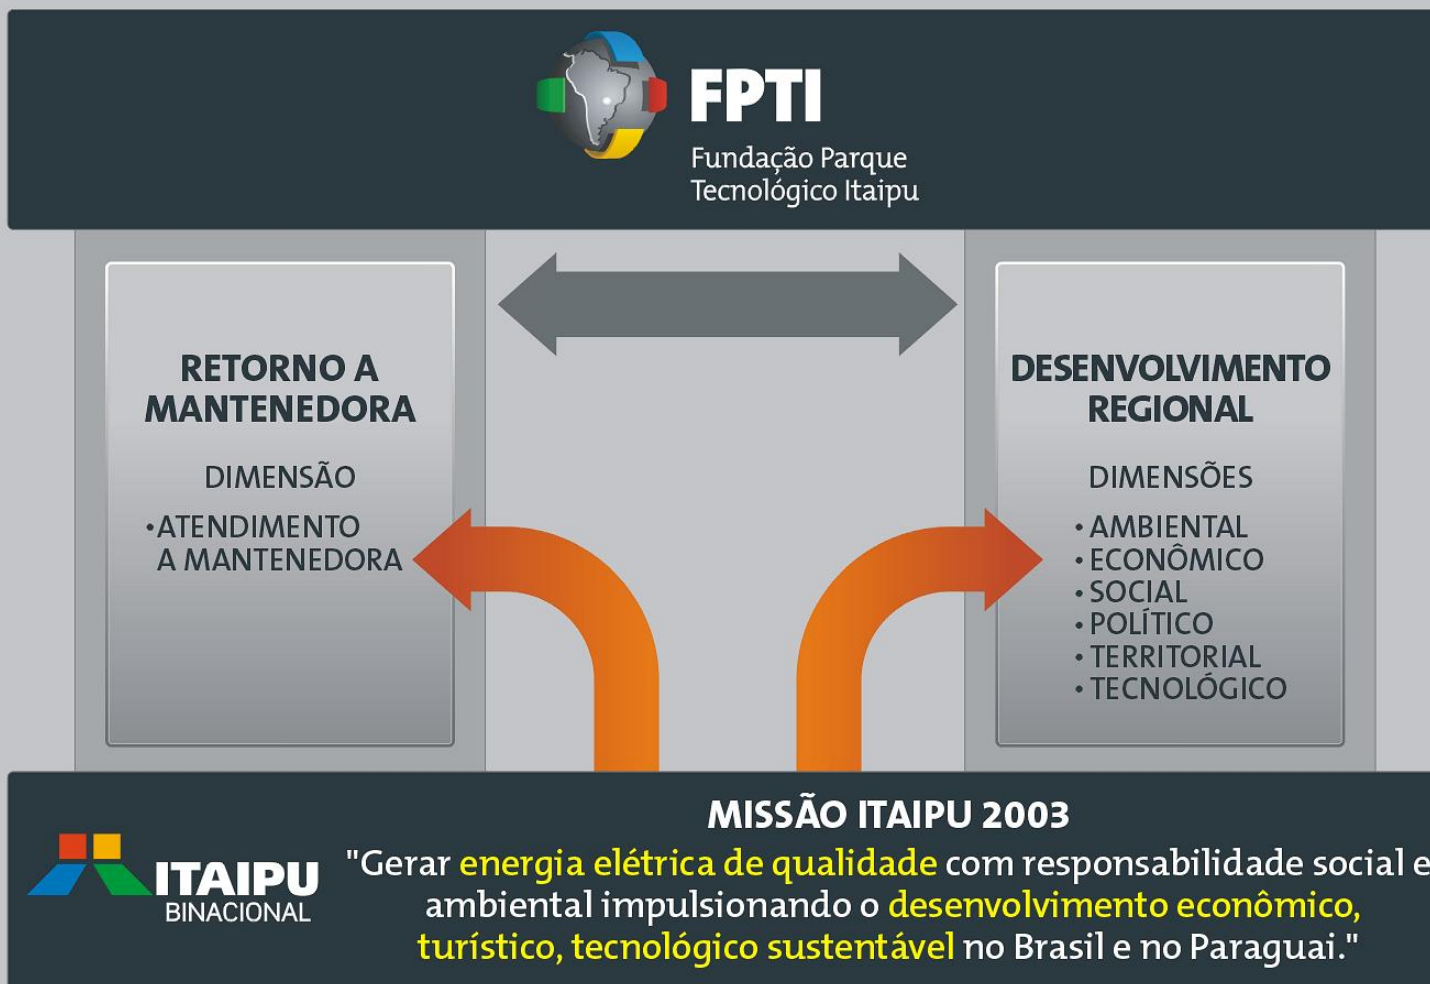 FPTI
Fundação Parque
Tecnológico Itaipu
RETORNO A
MANTENEDORA
DIMENSÃO
•ATENDIMENTO
A MANTENEDORA
DESENVOLVIMENTO
REGIONAL
DIMENSÕES
• AMBIENTAL
• ECONÔMICO
• SOCIAL
• POLÍTICO
• TERRITORIAL
• TECNOLÓGICO
ITAIPU
BINACIONAL
MISSÃO ITAIPU 2003
"Gerar energia elétrica de qualidade com responsabilidade social e
ambiental impulsionando o desenvolvimento econômico,
turístico, tecnológico sustentável no Brasil e no Paraguai."